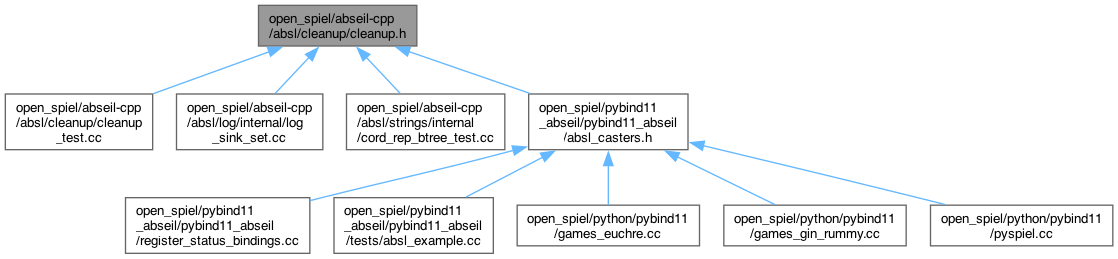 open_spiel/abseil-cpp
/absl/cleanup/cleanup.h
open_spiel/abseil-cpp
/absl/cleanup/cleanup
_test.cc
open_spiel/abseil-cpp
/absl/log/internal/log
_sink_set.cc
open_spiel/abseil-cpp
/absl/strings/internal
/cord_rep_btree_test.cc
open_spiel/pybind11
_abseil/pybind11_abseil
/absl_casters.h
open_spiel/pybind11
_abseil/pybind11_abseil
/register_status_bindings.cc
open_spiel/pybind11
_abseil/pybind11_abseil
/tests/absl_example.cc
open_spiel/python/pybind11
/games_euchre.cc
open_spiel/python/pybind11
/games_gin_rummy.cc
open_spiel/python/pybind11
/pyspiel.cc